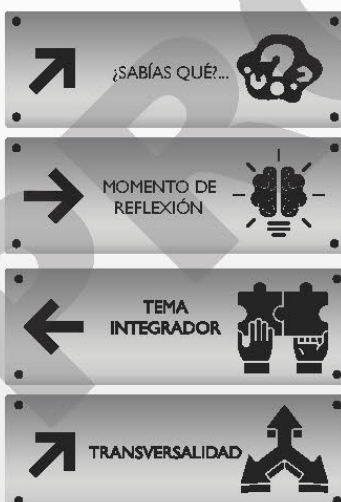 ¿SABÍAS QUÉ?...
MOMENTO DE
REFLEXIÓN
TEMA
INTEGRADOR
TRANSVERSALIDAD